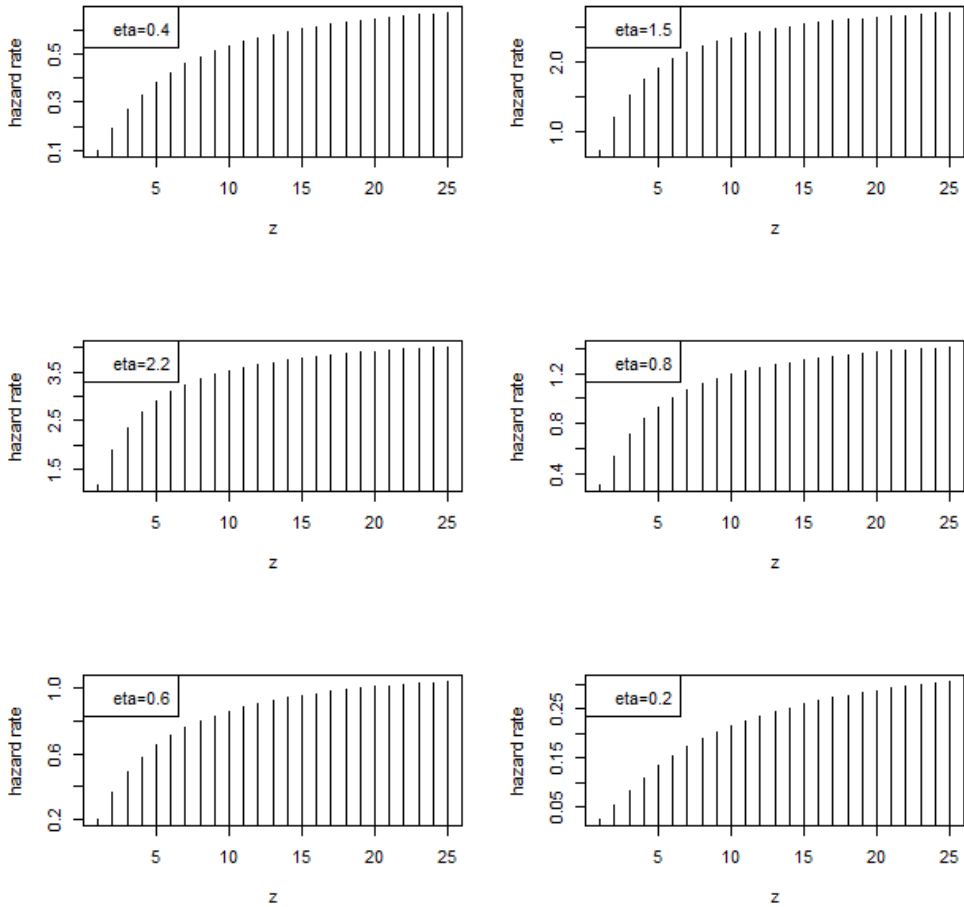 eta=0.4
hazard rate
0.1 0.3 0.5
5 10 15 20 25
z
eta=1.5
hazard rate
1.0 2.0
5 10 15 20 25
z
eta=2.2
hazard rate
1.5 2.5 3.5
5 10 15 20 25
z
eta=0.8
hazard rate
0.4 0.8 1.2
5 10 15 20 25
z
eta=0.6
hazard rate
0.2 0.6 1.0
5 10 15 20 25
z
eta=0.2
hazard rate
0.05 0.15 0.25
5 10 15 20 25
z